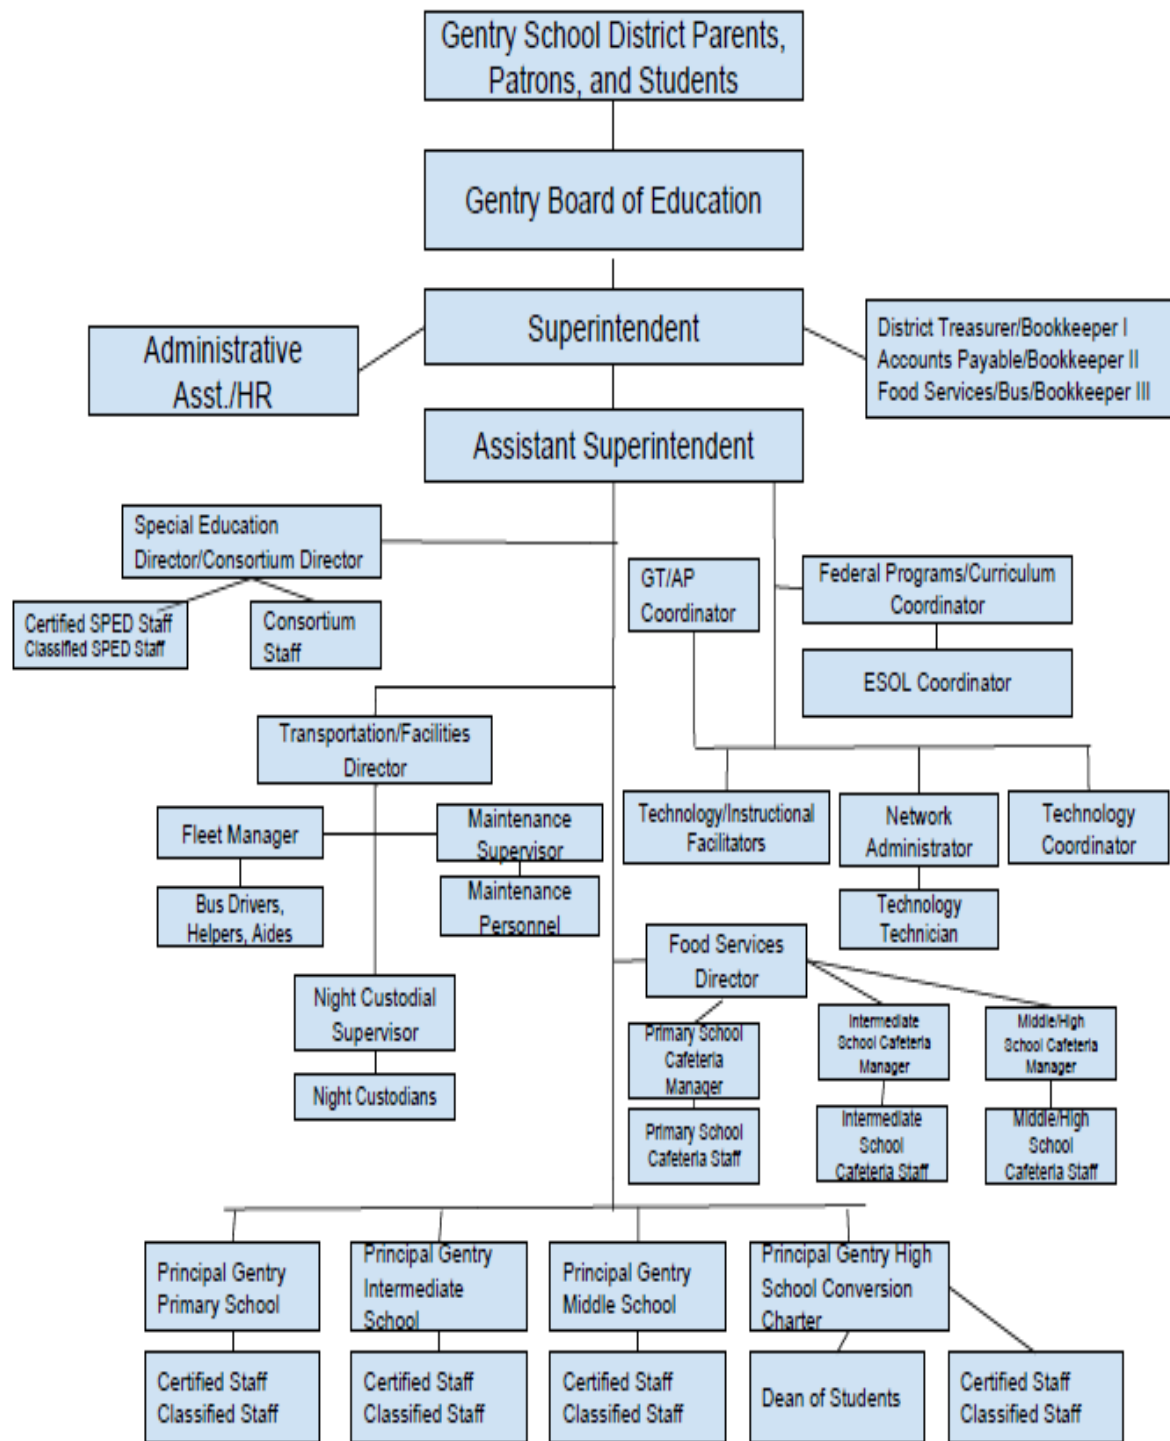 Gentry School District Parents,
Patrons, and Students
Gentry Board of Education
Superintendent
Administrative
Asst./HR
District Treasurer/Bookkeeper I
Accounts Payable/Bookkeeper II
Food Services/Bus/Bookkeeper III
Assistant Superintendent
Special Education
Director/Consortium Director
Certified SPED Staff
Classified SPED Staff
Consortium
Staff
GT/AP
Coordinator
Federal Programs/Curriculum
Coordinator
ESOL Coordinator
Transportation/Facilities
Director
Fleet Manager
Maintenance
Supervisor
Bus Drivers,
Helpers, Aides
Maintenance
Personnel
Technology/Instructional
Facilitators
Network
Administrator
Technology
Coordinator
Technology
Technician
Night Custodial
Supervisor
Night Custodians
Food Services
Director
Primary School
Cafeteria
Manager
Intermediate
School Cafeteria
Manager
Middle/High
School Cafeteria
Manager
Primary School
Cafeteria Staff
Intermediate
School
Cafeteria Staff
Middle/High
School
Cafeteria Staff
Principal Gentry
Primary School
Principal Gentry
Intermediate
School
Principal Gentry
Middle School
Principal Gentry High
School Conversion
Charter
Certified Staff
Classified Staff
Certified Staff
Classified Staff
Certified Staff
Classified Staff
Dean of Students
Certified Staff
Classified Staff